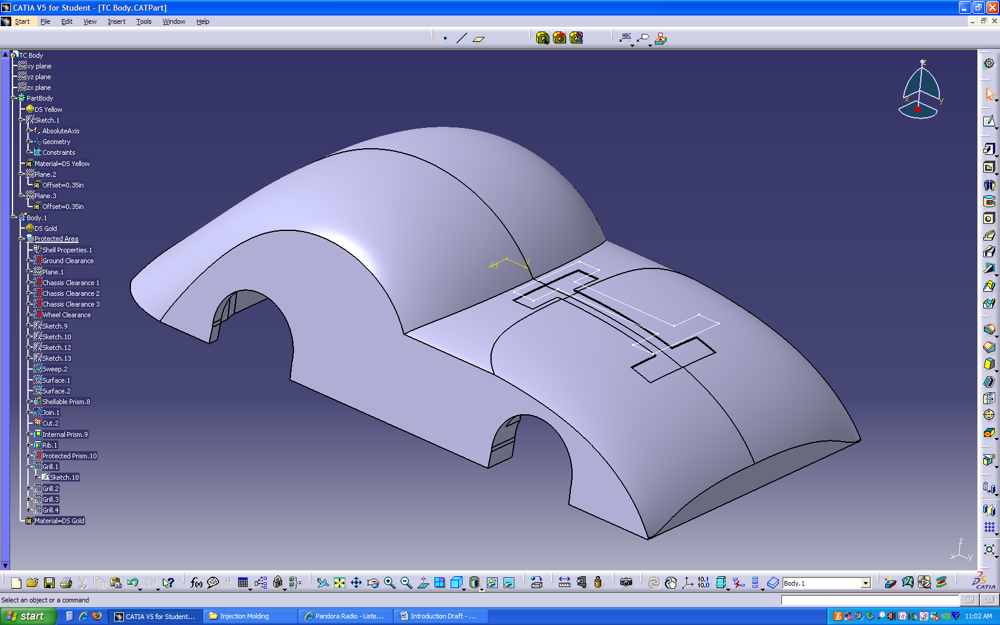 CATIA V5 for Student - [TC Body.CATPart]
Start File Edit View Insert Tools Window Help
ABC
TC Body
xy plane
yz plane
zx plane
PartBody
DS Yellow
Sketch.1
AbsoluteAxis
Geometry
Constraints
Material=DS Yellow
Plane.2
Offset=0.35in
Plane.3
Offset=0.35in
Body.1
DS Gold
Protected Area
Shell Properties.1
Ground Clearance
Plane.1
Chassis Clearance 1
Chassis Clearance 2
Chassis Clearance 3
Wheel Clearance
Sketch.9
Sketch.10
Sketch.12
Sketch.13
Sweep.2
Surface.1
Surface.2
Shellable Prism.8
Join.1
Cut.2
Internal Prism.9
Rib.1
Protected Prism.10
Grill.1
Sketch.18
Grill.2
Grill.3
Grill.4
Material=DS Gold
z
x y
H V
z
x y
f(x) 10.1 10.0 Body.1 CATIA
Select an object or a command
start CATIA V5 for Student... Injection Molding Pandora Radio - Liste... Introduction Draft - ... 11:02 AM